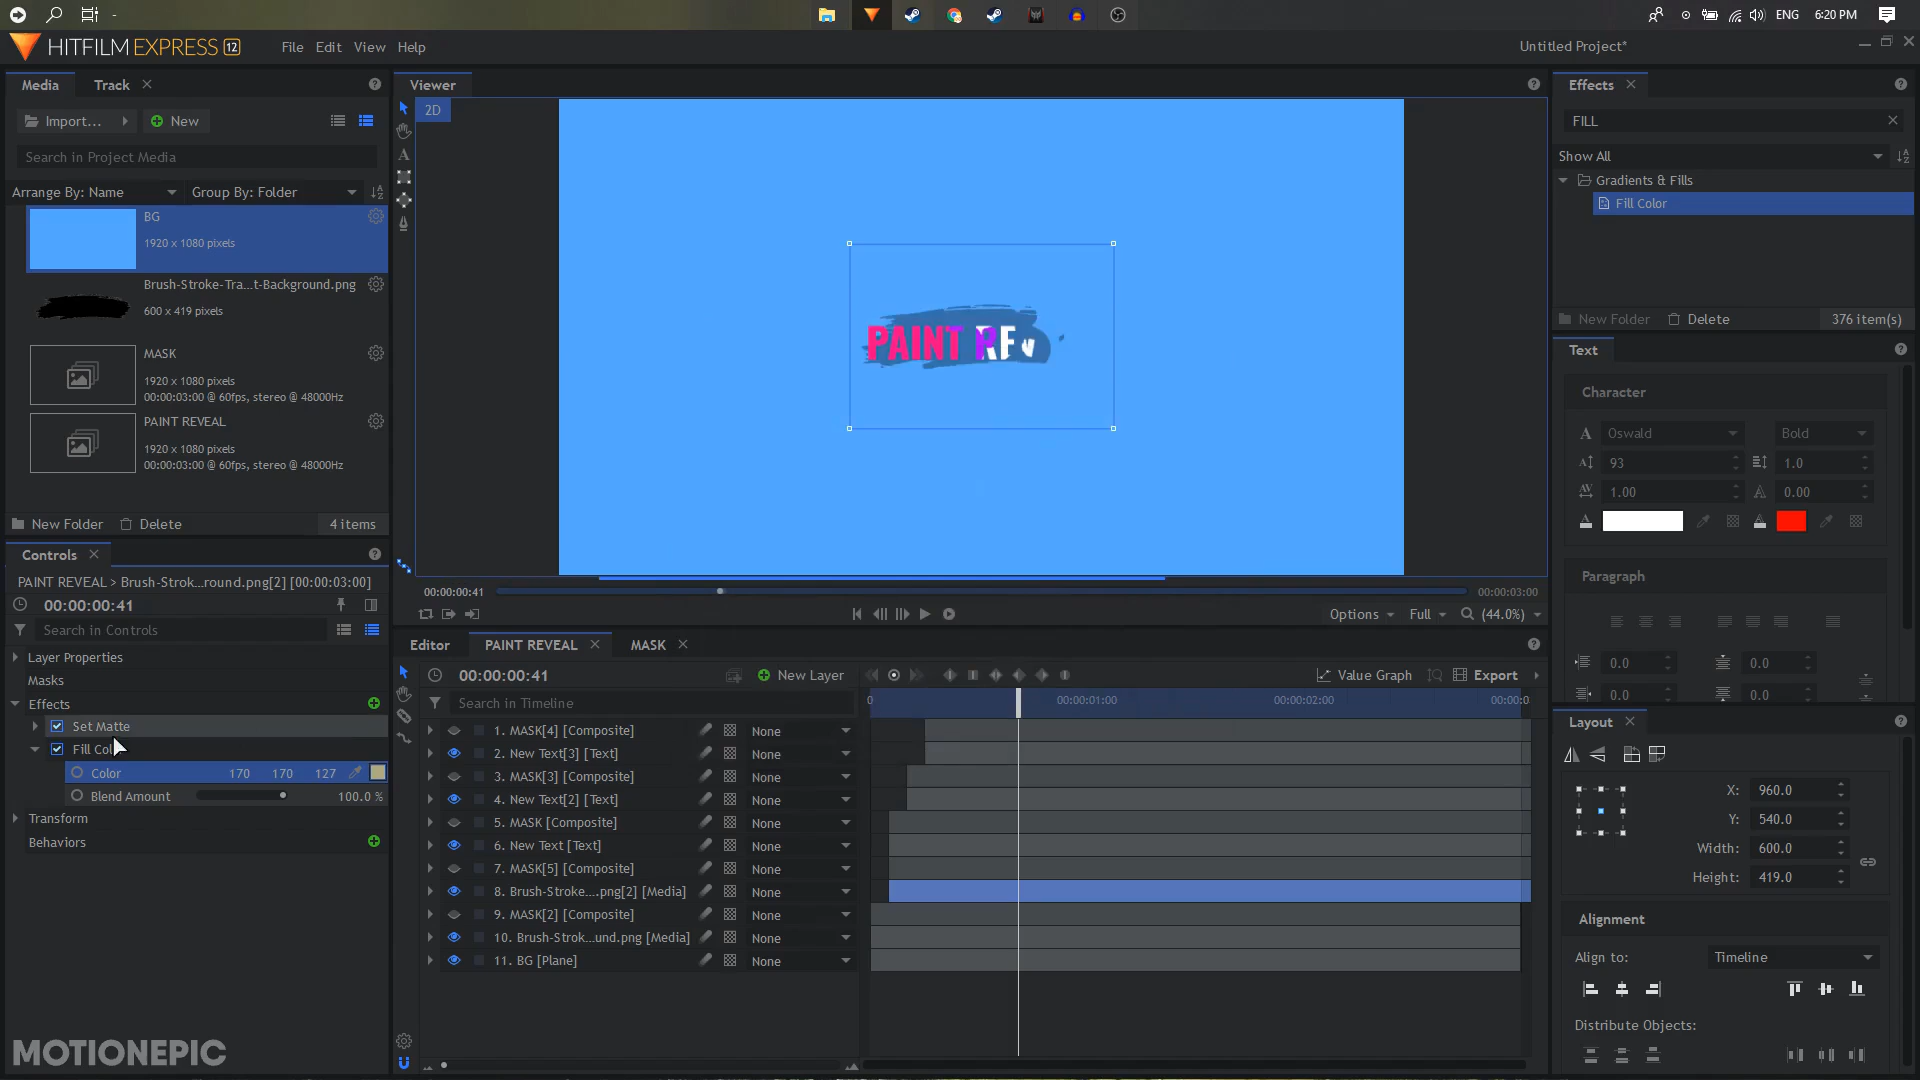 ENG
6:20 PM
HITFILM EXPRESS 12
File
Edit
View
Help
Untitled Project*
Media
Track
Import...
New
Search in Project Media
Arrange By: Name
Group By: Folder
BG
1920 x 1080 pixels
Brush-Stroke-Tra...t-Background.png
600 x 419 pixels
MASK
1920 x 1080 pixels
00:00:03:00 @ 60fps, stereo @ 48000Hz
PAINT REVEAL
1920 x 1080 pixels
00:00:03:00 @ 60fps, stereo @ 48000Hz
New Folder
Delete
4 items
Controls
PAINT REVEAL > Brush-Strok...round.png[2] [00:00:03:00]
00:00:00:41
Search in Controls
Layer Properties
Masks
Effects
Set Matte
Fill Col
Color 170 170 127
Blend Amount 100.0 %
Transform
Behaviors
MOTIONEPIC
Viewer
2D
PAINT REV
00:00:00:41
00:00:03:00
Options
Full
(44.0%)
Editor
PAINT REVEAL
MASK
00:00:00:41
New Layer
Value Graph
Export
Search in Timeline
0
00:00:01:00
00:00:02:00
00:00:0
1. MASK[4] [Composite] None
2. New Text[3] [Text] None
3. MASK[3] [Composite] None
4. New Text[2] [Text] None
5. MASK [Composite] None
6. New Text [Text] None
7. MASK[5] [Composite] None
8. Brush-Stroke....png[2] [Media] None
9. MASK[2] [Composite] None
10. Brush-Strok...und.png [Media] None
11. BG [Plane] None
Effects
FILL
Show All
Gradients & Fills
Fill Color
New Folder
Delete
376 item(s)
Text
Character
Oswald
Bold
93
1.0
1.00
0.00
Paragraph
0.0
0.0
0.0
0.0
Layout
X: 960.0
Y: 540.0
Width: 600.0
Height: 419.0
Alignment
Align to: Timeline
Distribute Objects: